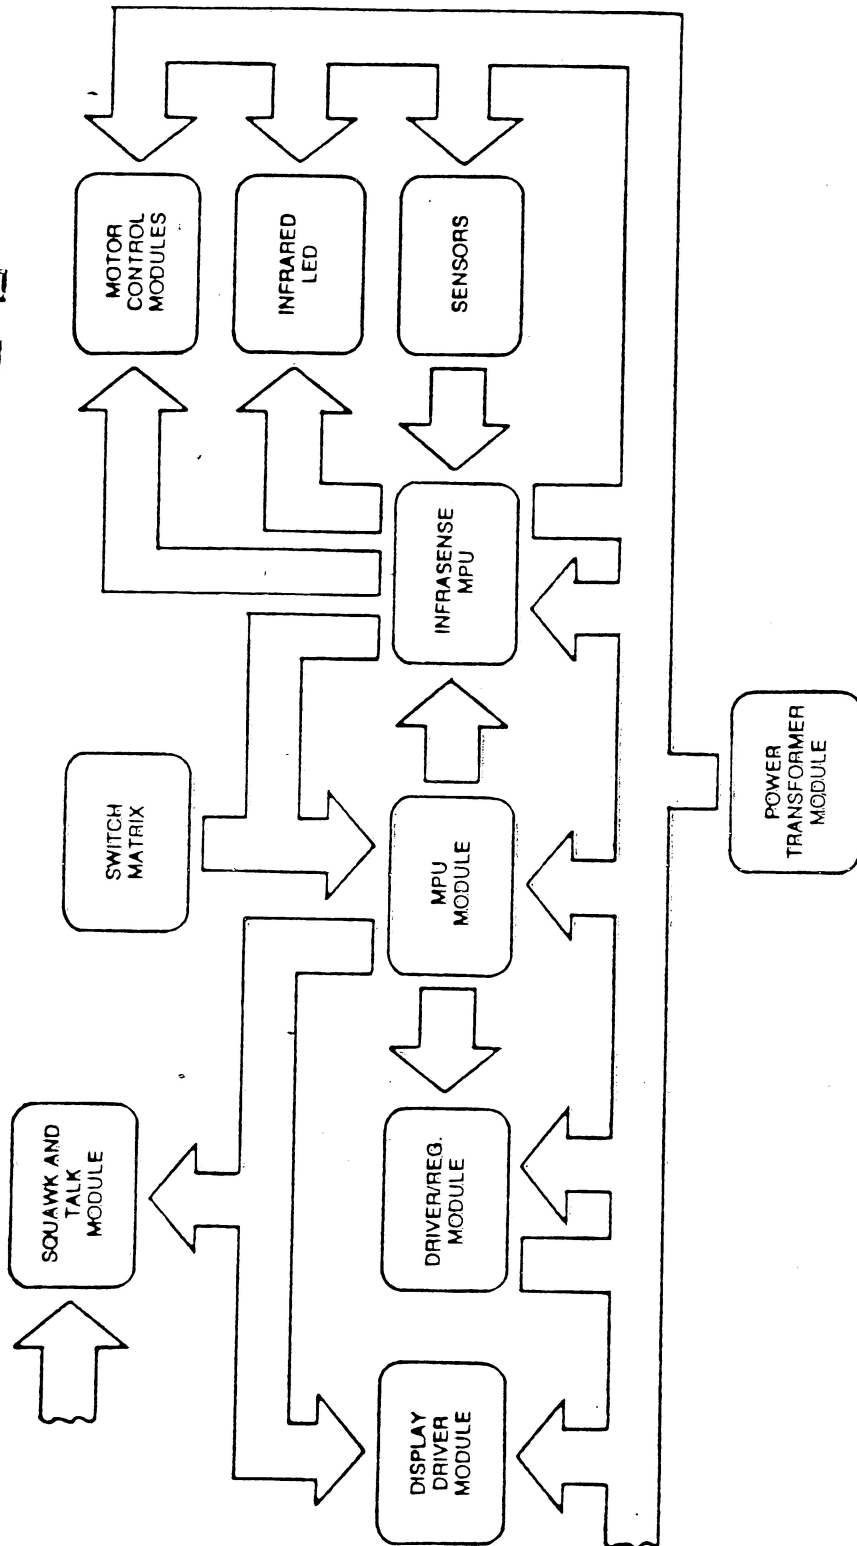 SQUAWK AND
TALK
MODULE
SWITCH
MATRIX
MOTOR
CONTROL
MODULES
INFRARED
LED
SENSORS
DISPLAY
DRIVER
MODULE
DRIVER/REG.
MODULE
MPU
MODULE
INFRASENSE
MPU
POWER
TRANSFORMER
MODULE